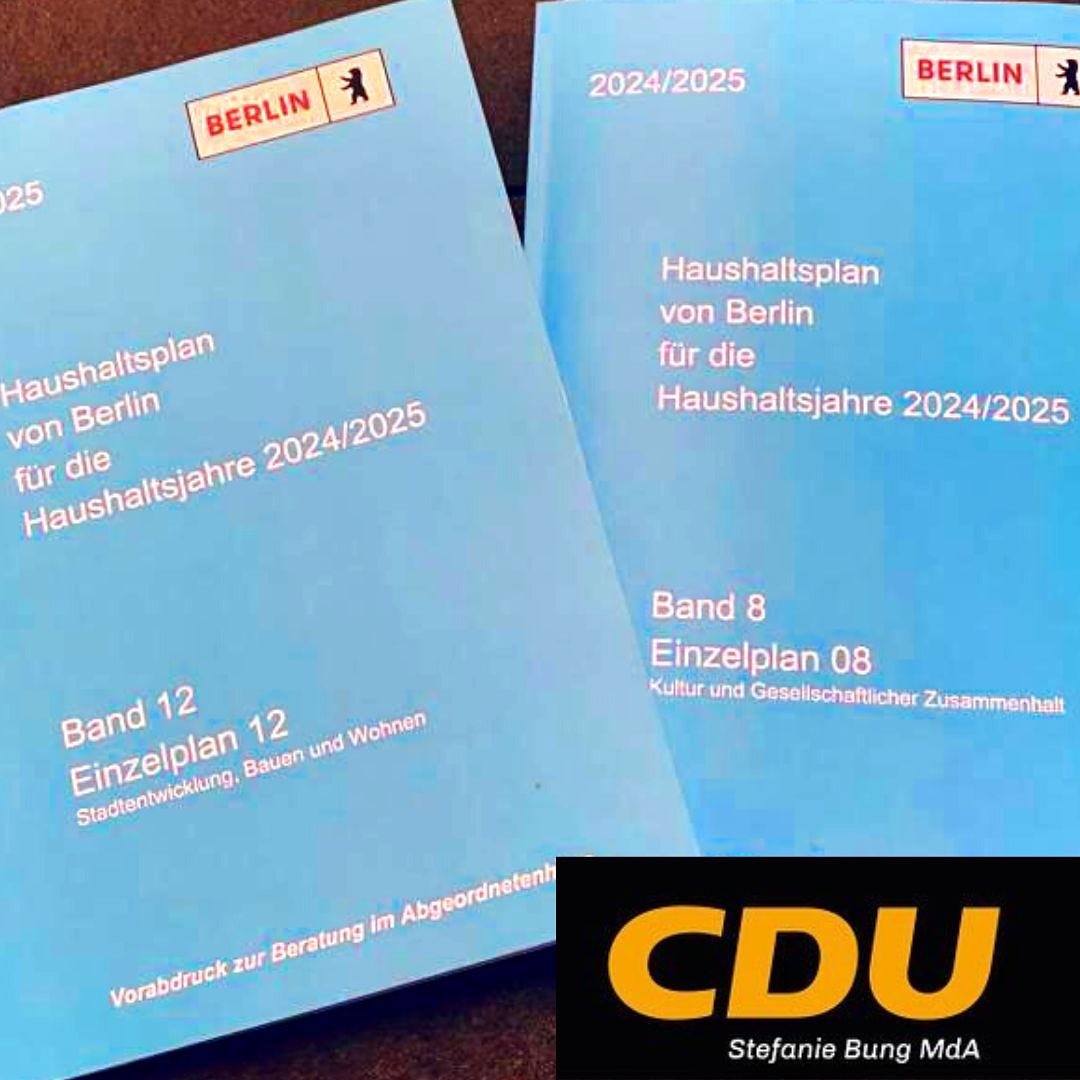 BERLIN
025
Haushaltsplan
von Berlin
für die
Haushaltsjahre 2024/2025
Band 12
Einzelplan 12
Stadtentwicklung, Bauen und Wohnen
Vorabdruck zur Beratung im Abgeordnetenh
2024/2025
BERLIN
Haushaltsplan
von Berlin
für die
Haushaltsjahre 2024/2025
Band 8
Einzelplan 08
Kultur und Gesellschaftlicher Zusammenhalt
CDU
Stefanie Bung MdA